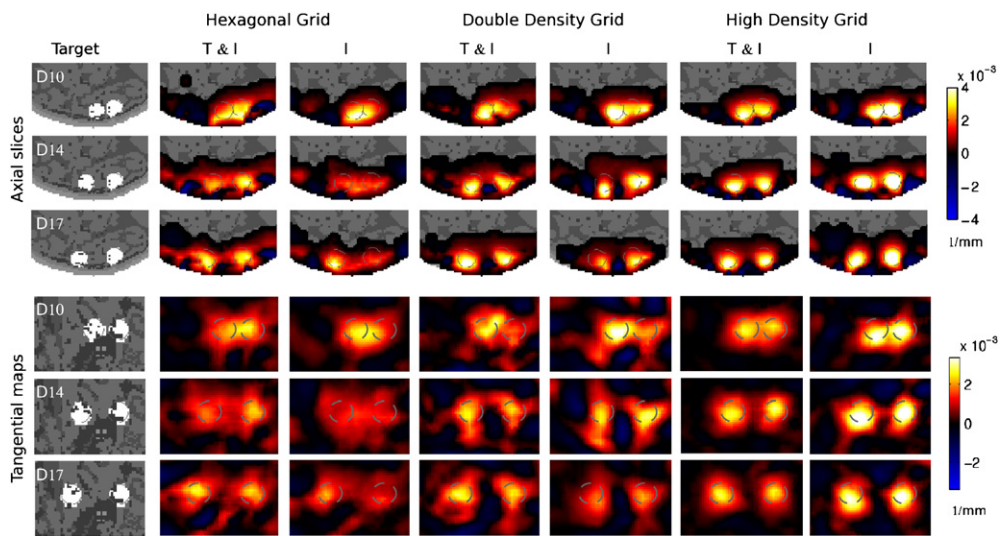 Hexagonal Grid Double Density Grid High Density Grid
Target T & I I T & I I T & I I
Axial slices
D10
D14
D17
x 10⁻³
4
2
0
−2
−4
1/mm
Tangential maps
D10
D14
D17
x 10⁻³
2
0
−2
1/mm